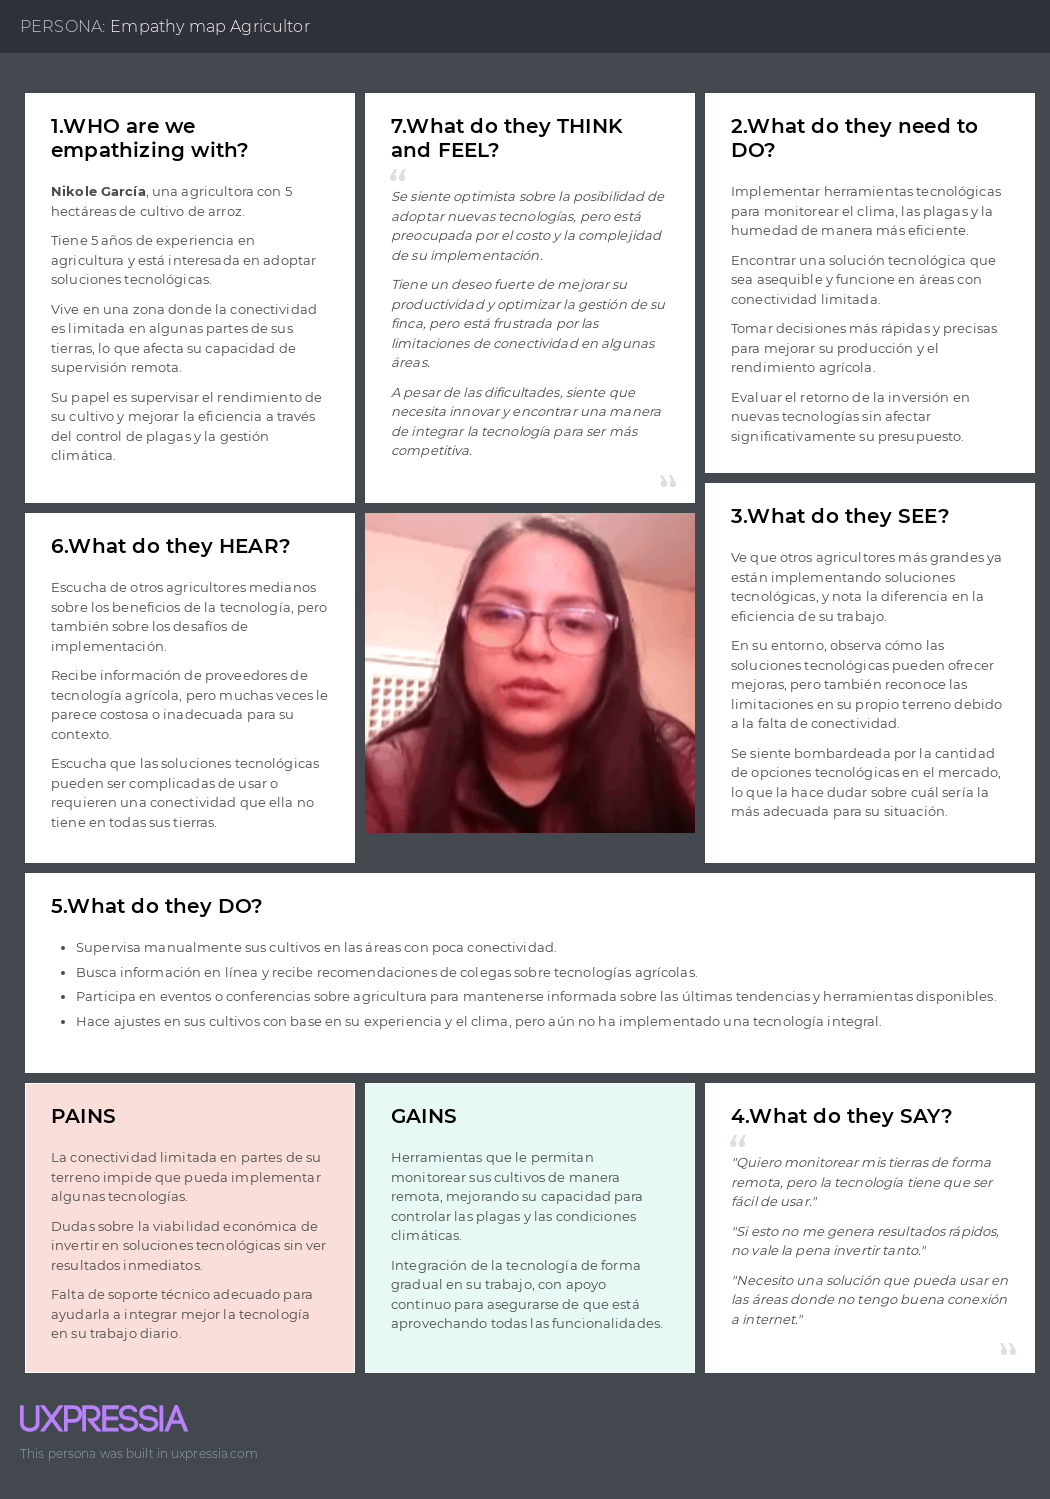 PERSONA: Empathy map Agricultor
1.WHO are we
empathizing with?
Nikole García, una agricultora con 5
hectáreas de cultivo de arroz.
Tiene 5 años de experiencia en
agricultura y está interesada en adoptar
soluciones tecnológicas.
Vive en una zona donde la conectividad
es limitada en algunas partes de sus
tierras, lo que afecta su capacidad de
supervisión remota.
Su papel es supervisar el rendimiento de
su cultivo y mejorar la eficiencia a través
del control de plagas y la gestión
climática.
7.What do they THINK
and FEEL?
“
Se siente optimista sobre la posibilidad de
adoptar nuevas tecnologías, pero está
preocupada por el costo y la complejidad
de su implementación.
Tiene un deseo fuerte de mejorar su
productividad y optimizar la gestión de su
finca, pero está frustrada por las
limitaciones de conectividad en algunas
áreas.
A pesar de las dificultades, siente que
necesita innovar y encontrar una manera
de integrar la tecnología para ser más
competitiva.
”
2.What do they need to
DO?
Implementar herramientas tecnológicas
para monitorear el clima, las plagas y la
humedad de manera más eficiente.
Encontrar una solución tecnológica que
sea asequible y funcione en áreas con
conectividad limitada.
Tomar decisiones más rápidas y precisas
para mejorar su producción y el
rendimiento agrícola.
Evaluar el retorno de la inversión en
nuevas tecnologías sin afectar
significativamente su presupuesto.
6.What do they HEAR?
Escucha de otros agricultores medianos
sobre los beneficios de la tecnología, pero
también sobre los desafíos de
implementación.
Recibe información de proveedores de
tecnología agrícola, pero muchas veces le
parece costosa o inadecuada para su
contexto.
Escucha que las soluciones tecnológicas
pueden ser complicadas de usar o
requieren una conectividad que ella no
tiene en todas sus tierras.
3.What do they SEE?
Ve que otros agricultores más grandes ya
están implementando soluciones
tecnológicas, y nota la diferencia en la
eficiencia de su trabajo.
En su entorno, observa cómo las
soluciones tecnológicas pueden ofrecer
mejoras, pero también reconoce las
limitaciones en su propio terreno debido
a la falta de conectividad.
Se siente bombardeada por la cantidad
de opciones tecnológicas en el mercado,
lo que la hace dudar sobre cuál sería la
más adecuada para su situación.
5.What do they DO?
• Supervisa manualmente sus cultivos en las áreas con poca conectividad.
• Busca información en línea y recibe recomendaciones de colegas sobre tecnologías agrícolas.
• Participa en eventos o conferencias sobre agricultura para mantenerse informada sobre las últimas tendencias y herramientas disponibles.
• Hace ajustes en sus cultivos con base en su experiencia y el clima, pero aún no ha implementado una tecnología integral.
PAINS
La conectividad limitada en partes de su
terreno impide que pueda implementar
algunas tecnologías.
Dudas sobre la viabilidad económica de
invertir en soluciones tecnológicas sin ver
resultados inmediatos.
Falta de soporte técnico adecuado para
ayudarla a integrar mejor la tecnología
en su trabajo diario.
GAINS
Herramientas que le permitan
monitorear sus cultivos de manera
remota, mejorando su capacidad para
controlar las plagas y las condiciones
climáticas.
Integración de la tecnología de forma
gradual en su trabajo, con apoyo
continuo para asegurarse de que está
aprovechando todas las funcionalidades.
4.What do they SAY?
“
"Quiero monitorear mis tierras de forma
remota, pero la tecnología tiene que ser
fácil de usar."
"Si esto no me genera resultados rápidos,
no vale la pena invertir tanto."
"Necesito una solución que pueda usar en
las áreas donde no tengo buena conexión
a internet."
”
UXPRESSIA
This persona was built in uxpressia.com